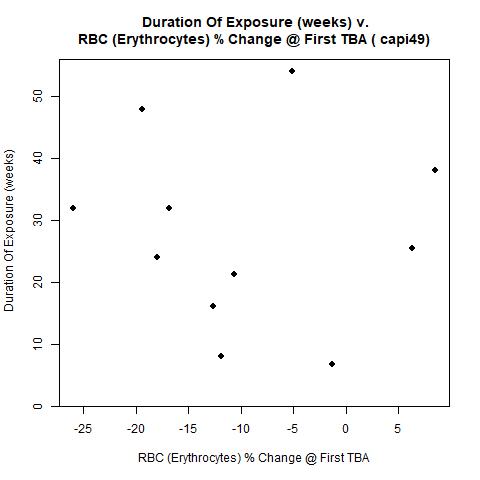 Duration Of Exposure (weeks) v.
RBC (Erythrocytes) % Change @ First TBA ( capi49)
Duration Of Exposure (weeks)
50
40
30
20
10
0
-25 -20 -15 -10 -5 0 5
RBC (Erythrocytes) % Change @ First TBA